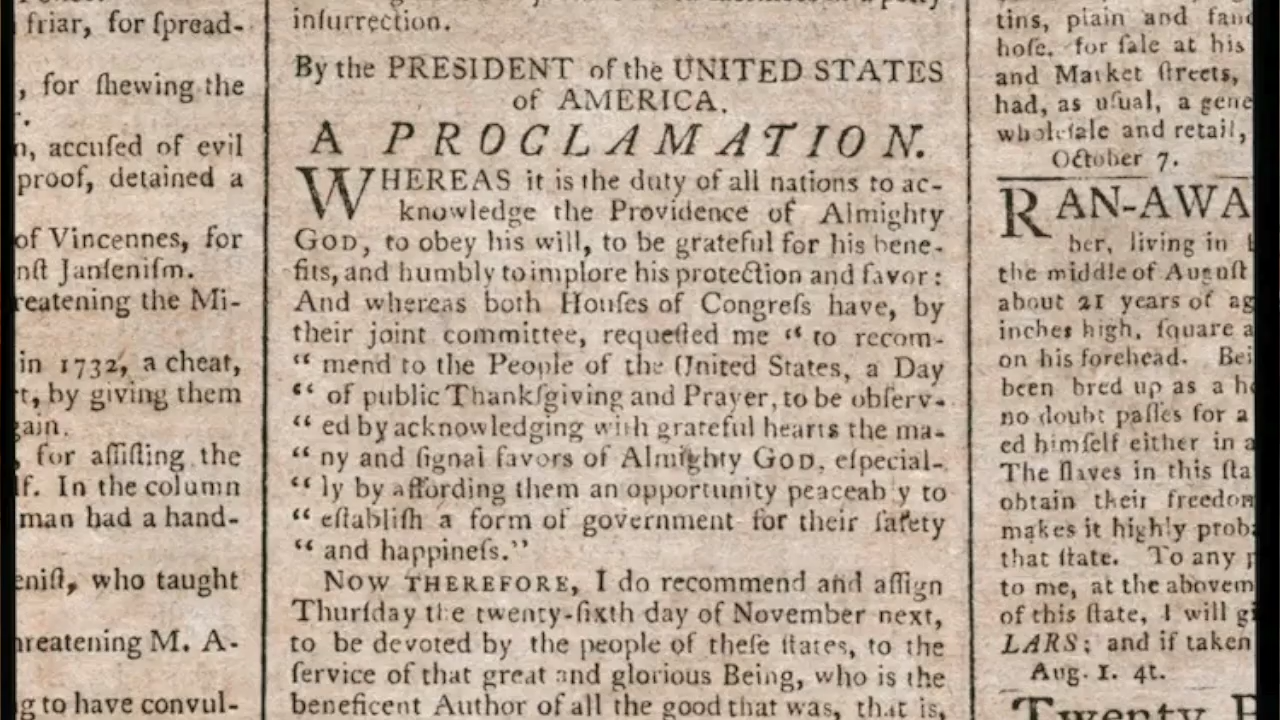 friar, for ſpread-
, for ſhewing the
, accuſed of evil
proof, detained a
of Vincennes, for
nſt Janſeniſm.
reatening the Mi-
in 1732, a cheat,
t, by giving them
gain.
, for aſſiſting the
lf. In the column
man had a hand-
eniſt, who taught
hreatening M. A-
g to have convul-
inſurrection.
By the PRESIDENT of the UNITED STATES
of AMERICA.
A PROCLAMATION.
WHEREAS it is the duty of all nations to ac-
knowledge the Providence of Almighty
GOD, to obey his will, to be grateful for his bene-
fits, and humbly to implore his protection and favor:
And whereas both Houſes of Congreſs have, by
their joint committee, requeſted me “ to recom-
“ mend to the People of the United States, a Day
“ of public Thankſgiving and Prayer, to be obſerv-
“ ed by acknowledging with grateful hearts the ma-
“ ny and ſignal favors of Almighty GOD, eſpecial-
“ ly by affording them an opportunity peaceably to
“ eſtabliſh a form of government for their ſafety
“ and happineſs.”
NOW THEREFORE, I do recommend and aſſign
Thurſday the twenty-ſixth day of November next,
to be devoted by the people of theſe ſtates, to the
ſervice of that great and glorious Being, who is the
beneficent Author of all the good that was, that is,
tins, plain and fanc
hoſe. for ſale at his
and Market ſtreets,
had, as uſual, a gene
wholeſale and retail,
October 7.
RAN-AWA
ber, living in
the middle of Auguſt
about 21 years of ag
inches high, ſquare a
on his forehead. Bei
been bred up as a ho
no doubt paſſes for a
ed himſelf either in a
The ſlaves in this ſta
obtain their freedom
makes it highly proba
that ſtate. To any p
to me, at the abovem
of this ſtate, I will gi
LARS; and if taken
Aug. 1. 4t.
Twenty